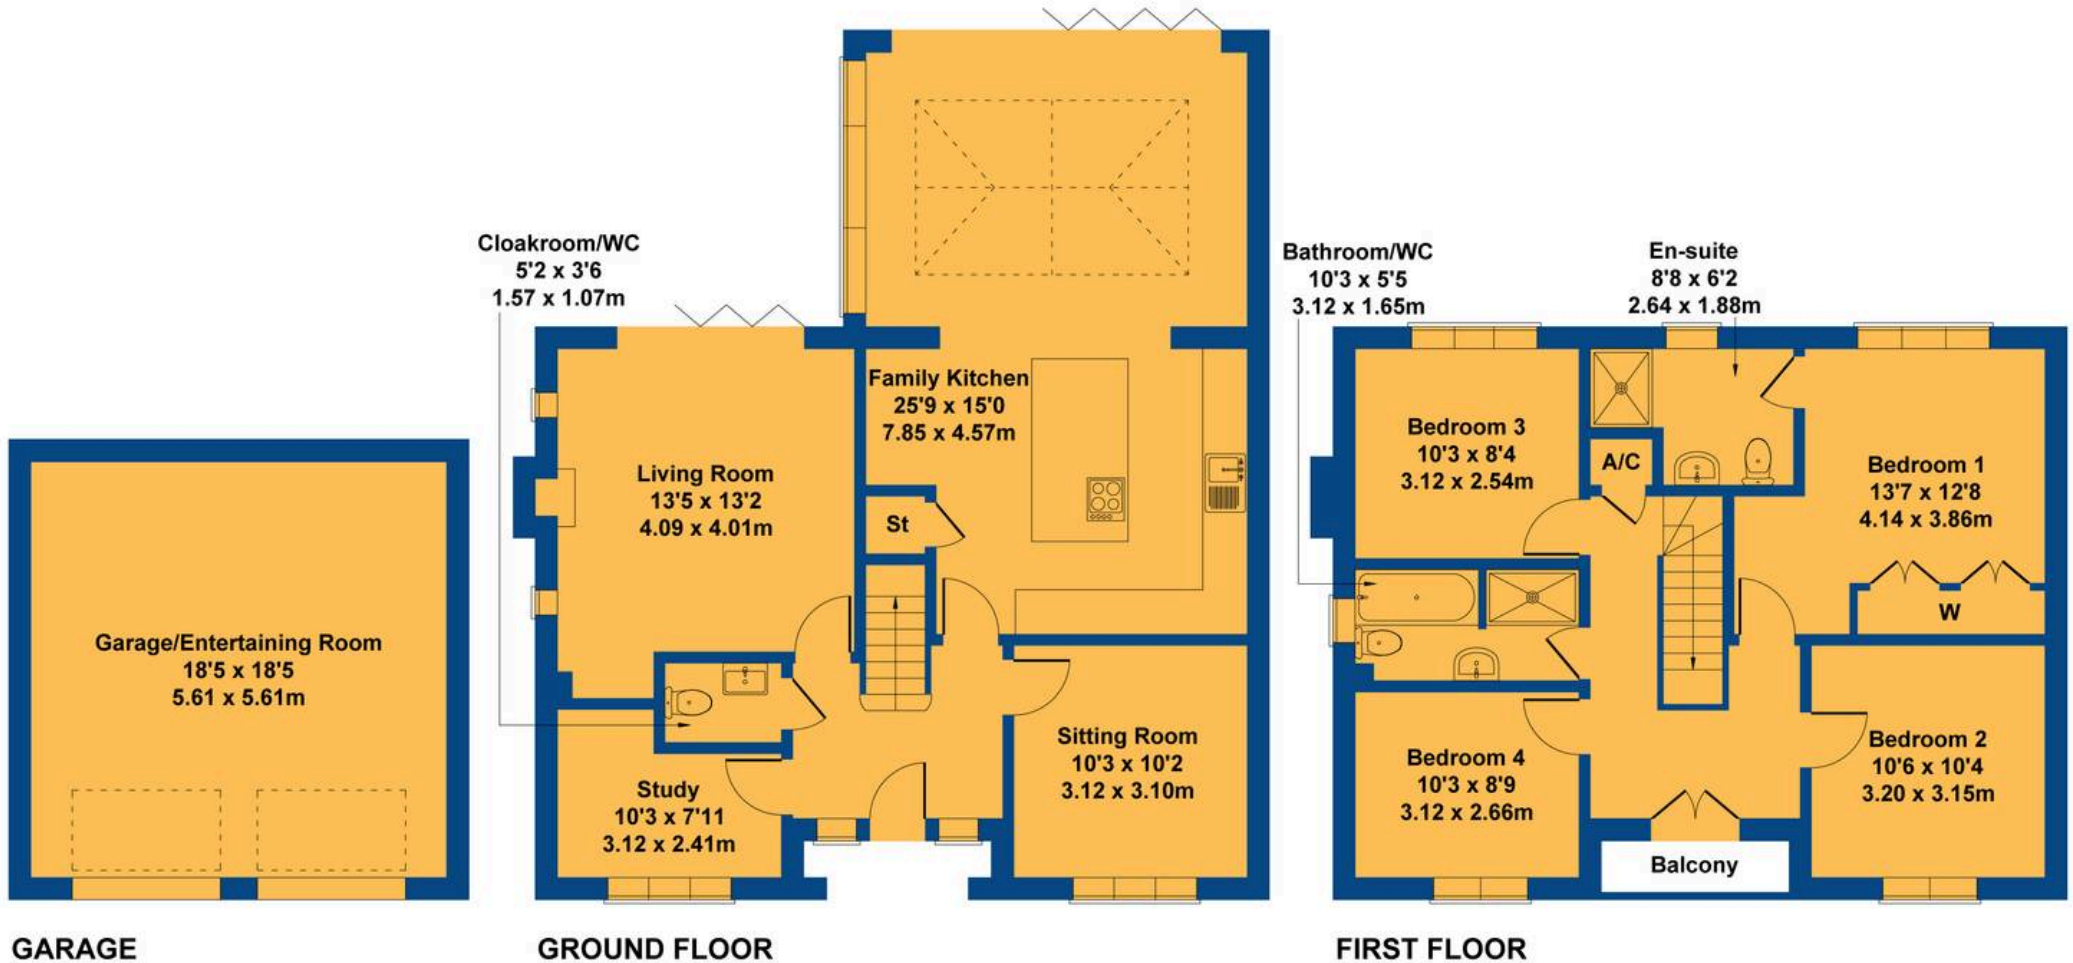 Garage/Entertaining Room
18'5 x 18'5
5.61 x 5.61m
GARAGE
Cloakroom/WC
5'2 x 3'6
1.57 x 1.07m
Family Kitchen
25'9 x 15'0
7.85 x 4.57m
Living Room
13'5 x 13'2
4.09 x 4.01m
St
Sitting Room
10'3 x 10'2
3.12 x 3.10m
Study
10'3 x 7'11
3.12 x 2.41m
GROUND FLOOR
Bathroom/WC
10'3 x 5'5
3.12 x 1.65m
En-suite
8'8 x 6'2
2.64 x 1.88m
Bedroom 3
10'3 x 8'4
3.12 x 2.54m
A/C
Bedroom 1
13'7 x 12'8
4.14 x 3.86m
W
Bedroom 4
10'3 x 8'9
3.12 x 2.66m
Bedroom 2
10'6 x 10'4
3.20 x 3.15m
Balcony
FIRST FLOOR